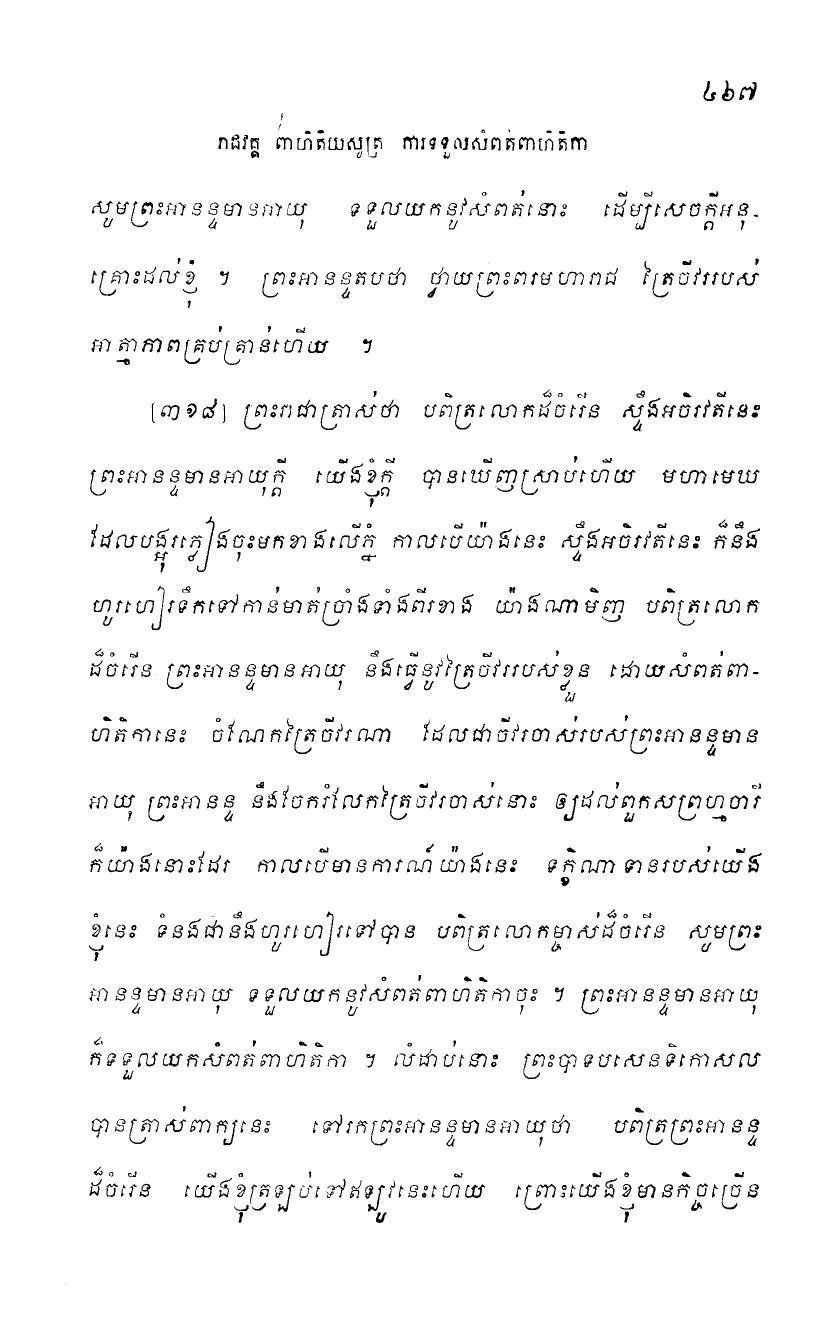 ៤៦៧
រាជវគ្គ ពាហិតិយសូត្រ ការទទួលសំពត់ពាហិតិកា
សូមព្រះអានន្ទមានអាយុ ទទួលយកនូវសំពត់នោះ ដើម្បីសេចក្តីអនុ-
គ្រោះដល់ខ្ញុំ ។ ព្រះអានន្ទតបថា ថ្វាយព្រះពរមហារាជ ត្រៃចីវររបស់
អាត្មាភាពគ្រប់គ្រាន់ហើយ ។
[៣១៨] ព្រះរាជាត្រាស់ថា បពិត្រលោកដ៏ចំរើន ស្ទឹងអចិរវតីនេះ
ព្រះអានន្ទមានអាយុក្តី យើងខ្ញុំក្តី បានឃើញស្រាប់ហើយ មហាមេឃ
ដែលបង្អុរភ្លៀងចុះមកខាងលើភ្នំ កាលបើយ៉ាងនេះ ស្ទឹងអចិរវតីនេះ ក៏នឹង
ហូរហៀរទឹកទៅកាន់មាត់ច្រាំងទាំងពីរខាង យ៉ាងណាមិញ បពិត្រលោក
ដ៏ចំរើន ព្រះអានន្ទមានអាយុ នឹងធ្វើនូវត្រៃចីវររបស់ខ្លួន ដោយសំពត់ពា-
ហិតិកានេះ ចំណែកត្រៃចីវរណា ដែលជាចីវរចាស់របស់ព្រះអានន្ទមាន
អាយុ ព្រះអានន្ទ នឹងចែករំលែកត្រៃចីវរចាស់នោះ ឲ្យដល់ពួកសព្រហ្មចារី
ក៏យ៉ាងនោះដែរ កាលបើមានការណ៍យ៉ាងនេះ ទក្ខិណាទានរបស់យើង
ខ្ញុំនេះ ទំនងជានឹងហូរហៀរទៅបាន បពិត្រលោកម្ចាស់ដ៏ចំរើន សូមព្រះ
អានន្ទមានអាយុ ទទួលយកនូវសំពត់ពាហិតិកាចុះ ។ ព្រះអានន្ទមានអាយុ
ក៏ទទួលយកសំពត់ពាហិតិកា ។ លំដាប់នោះ ព្រះបាទបសេនទិកោសល
បានត្រាស់ពាក្យនេះ ទៅរកព្រះអានន្ទមានអាយុថា បពិត្រព្រះអានន្ទ
ដ៏ចំរើន យើងខ្ញុំត្រឡប់ទៅឥឡូវនេះហើយ ព្រោះយើងខ្ញុំមានកិច្ចច្រើន